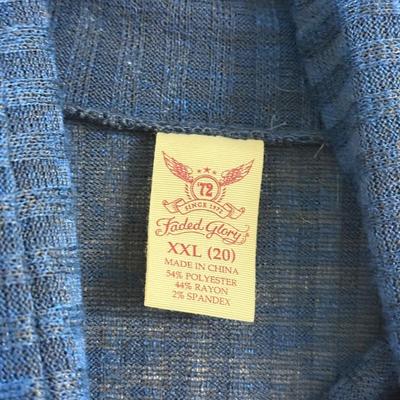 72
SINCE 1972
Faded Glory
XXL (20)
MADE IN CHINA
54% POLYESTER
44% RAYON
2% SPANDEX